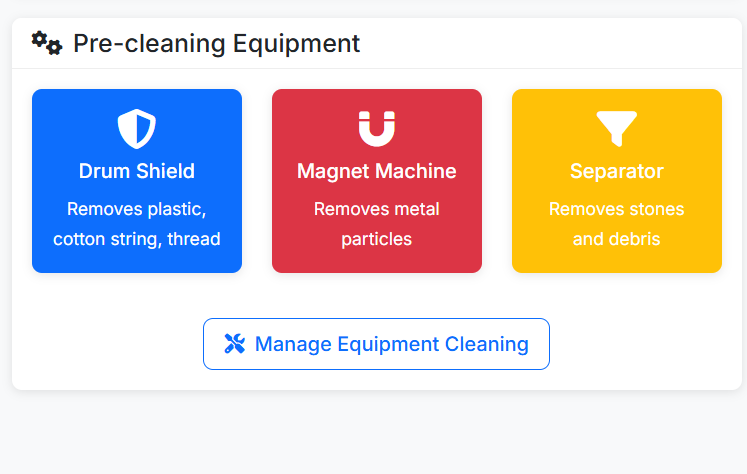 Pre-cleaning Equipment
Drum Shield
Removes plastic,
cotton string, thread
Magnet Machine
Removes metal
particles
Separator
Removes stones
and debris
Manage Equipment Cleaning